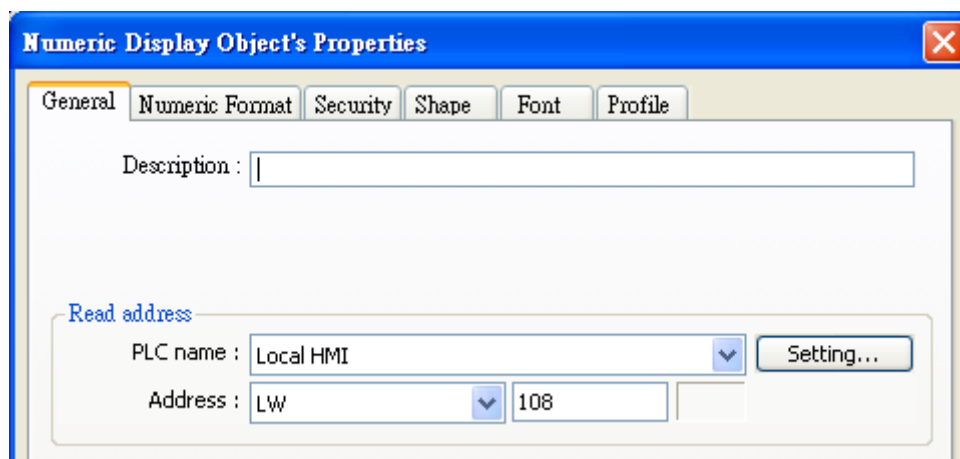 Numeric Display Object's Properties
General Numeric Format Security Shape Font Profile
Description :
Read address
PLC name : Local HMI Setting...
Address : LW 108